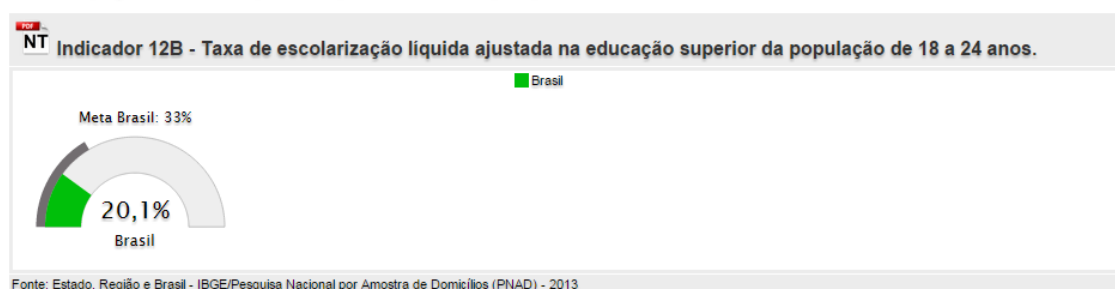 PDF
NT Indicador 12B - Taxa de escolarização líquida ajustada na educação superior da população de 18 a 24 anos.
Brasil
Meta Brasil: 33%
20,1%
Brasil
Fonte: Estado, Região e Brasil - IBGE/Pesquisa Nacional por Amostra de Domicílios (PNAD) - 2013